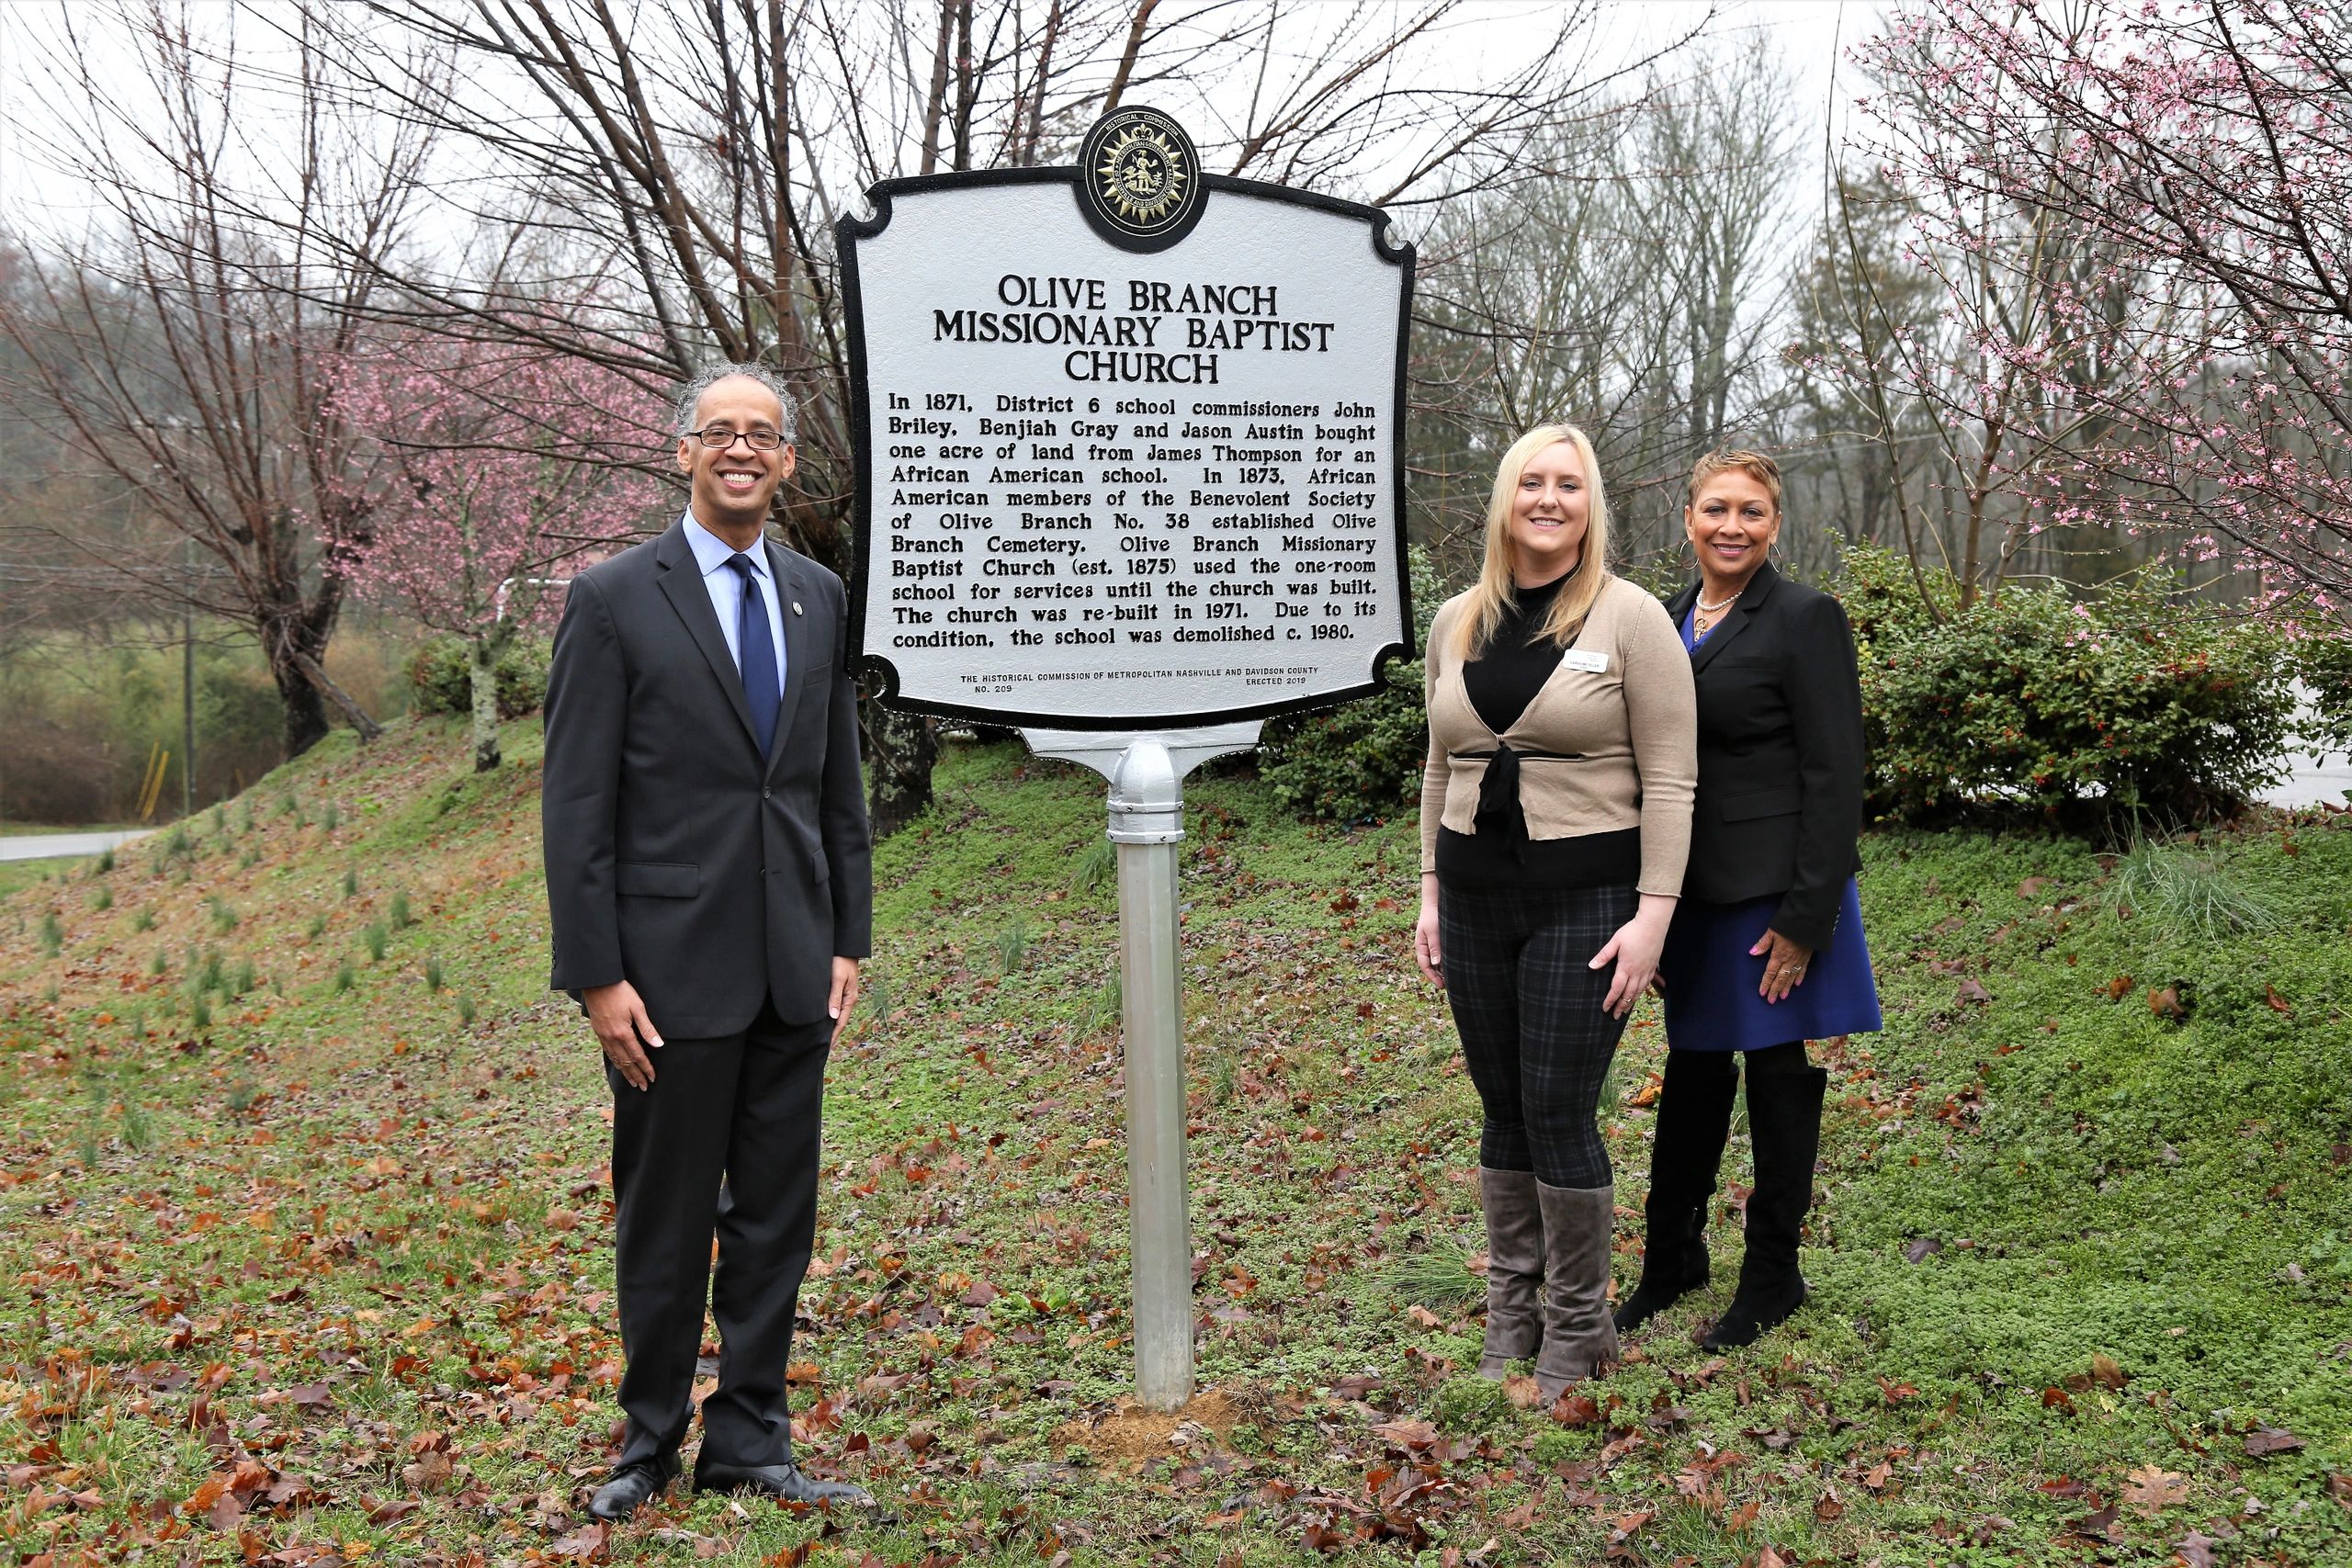 HISTORICAL COMMISSION
OLIVE BRANCH
MISSIONARY BAPTIST
CHURCH
In 1871, District 6 school commissioners John
Briley, Benjiah Gray and Jason Austin bought
one acre of land from James Thompson for an
African American school. In 1873, African
American members of the Benevolent Society
of Olive Branch No. 38 established Olive
Branch Cemetery. Olive Branch Missionary
Baptist Church (est. 1875) used the one-room
school for services until the church was built.
The church was re-built in 1971. Due to its
condition, the school was demolished c. 1980.
THE HISTORICAL COMMISSION OF METROPOLITAN NASHVILLE AND DAVIDSON COUNTY
NO. 209 ERECTED 2019